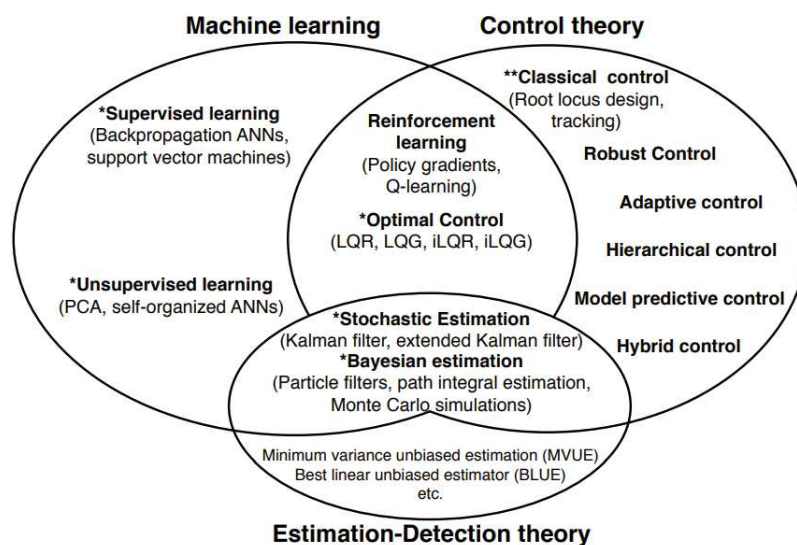 Machine learning
Control theory
*Supervised learning
(Backpropagation ANNs,
support vector machines)
*Unsupervised learning
(PCA, self-organized ANNs)
Reinforcement
learning
(Policy gradients,
Q-learning)
*Optimal Control
(LQR, LQG, iLQR, iLQG)
**Classical control
(Root locus design,
tracking)
Robust Control
Adaptive control
Hierarchical control
Model predictive control
Hybrid control
*Stochastic Estimation
(Kalman filter, extended Kalman filter)
*Bayesian estimation
(Particle filters, path integral estimation,
Monte Carlo simulations)
Minimum variance unbiased estimation (MVUE)
Best linear unbiased estimator (BLUE)
etc.
Estimation-Detection theory